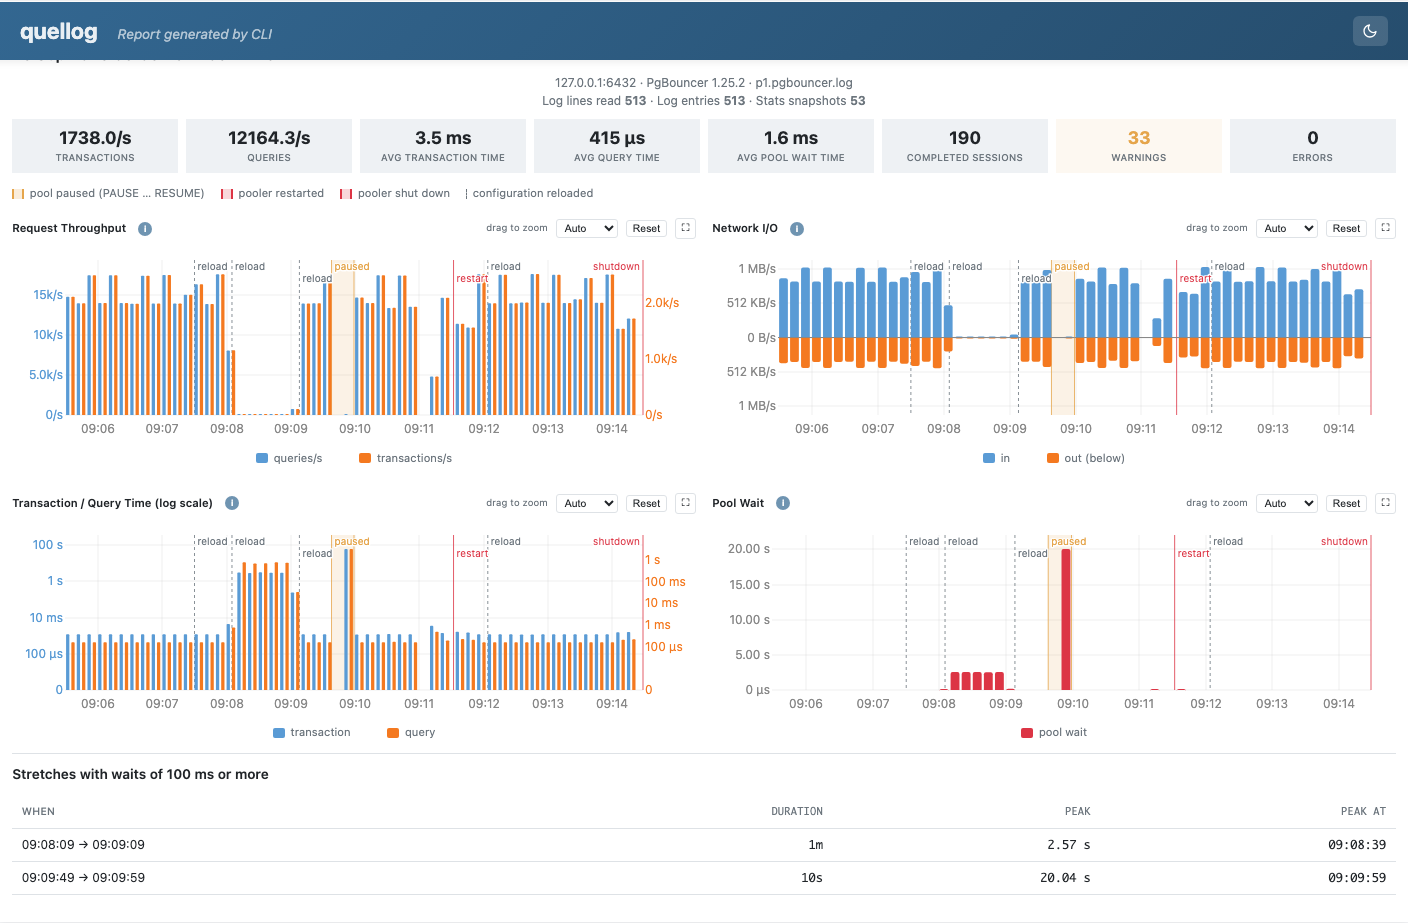 quellog Report generated by CLI
127.0.0.1:6432 · PgBouncer 1.25.2 · p1.pgbouncer.log
Log lines read 513 · Log entries 513 · Stats snapshots 53
1738.0/s 12164.3/s 3.5 ms 415 µs 1.6 ms 190 33 0
TRANSACTIONS QUERIES AVG TRANSACTION TIME AVG QUERY TIME AVG POOL WAIT TIME COMPLETED SESSIONS WARNINGS ERRORS
pool paused (PAUSE ... RESUME) pooler restarted pooler shut down configuration reloaded
Request Throughput i drag to zoom Auto Reset
reload reload paused shutdown
reload restart reload
15k/s
10k/s
5.0k/s
0/s
2.0k/s
1.0k/s
0/s
09:06 09:07 09:08 09:09 09:10 09:11 09:12 09:13 09:14
queries/s transactions/s
Network I/O i drag to zoom Auto Reset
reload reload paused reload shutdown
reload restart
1 MB/s
512 KB/s
0 B/s
512 KB/s
1 MB/s
09:06 09:07 09:08 09:09 09:10 09:11 09:12 09:13 09:14
in out (below)
Transaction / Query Time (log scale) i drag to zoom Auto Reset
reload reload paused reload shutdown
reload restart
100 s
1 s
10 ms
100 µs
0
1 s
100 ms
10 ms
1 ms
100 µs
0
09:06 09:07 09:08 09:09 09:10 09:11 09:12 09:13 09:14
transaction query
Pool Wait i drag to zoom Auto Reset
reload reload paused reload shutdown
reload restart
20.00 s
15.00 s
10.00 s
5.00 s
0 µs
09:06 09:07 09:08 09:09 09:10 09:11 09:12 09:13 09:14
pool wait
Stretches with waits of 100 ms or more
WHEN DURATION PEAK PEAK AT
09:08:09 → 09:09:09 1m 2.57 s 09:08:39
09:09:49 → 09:09:59 10s 20.04 s 09:09:59